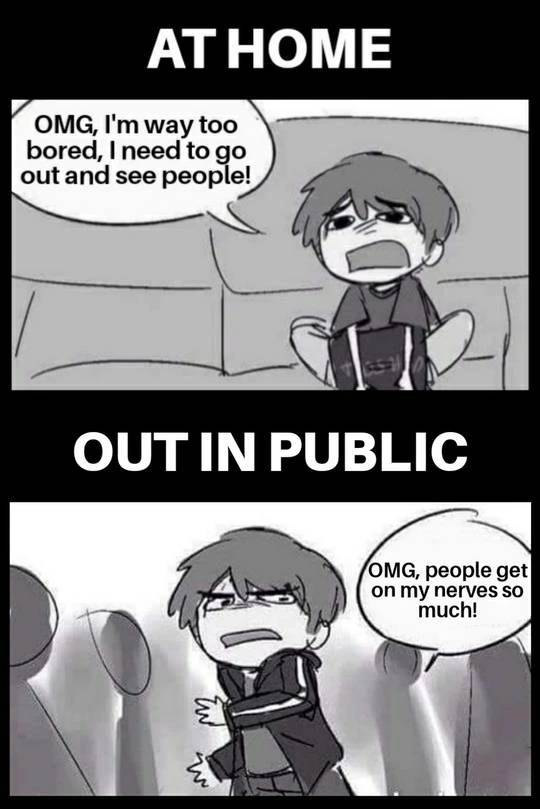 AT HOME
OMG, I'm way too
bored, I need to go
out and see people!
OUT IN PUBLIC
OMG, people get
on my nerves so
much!